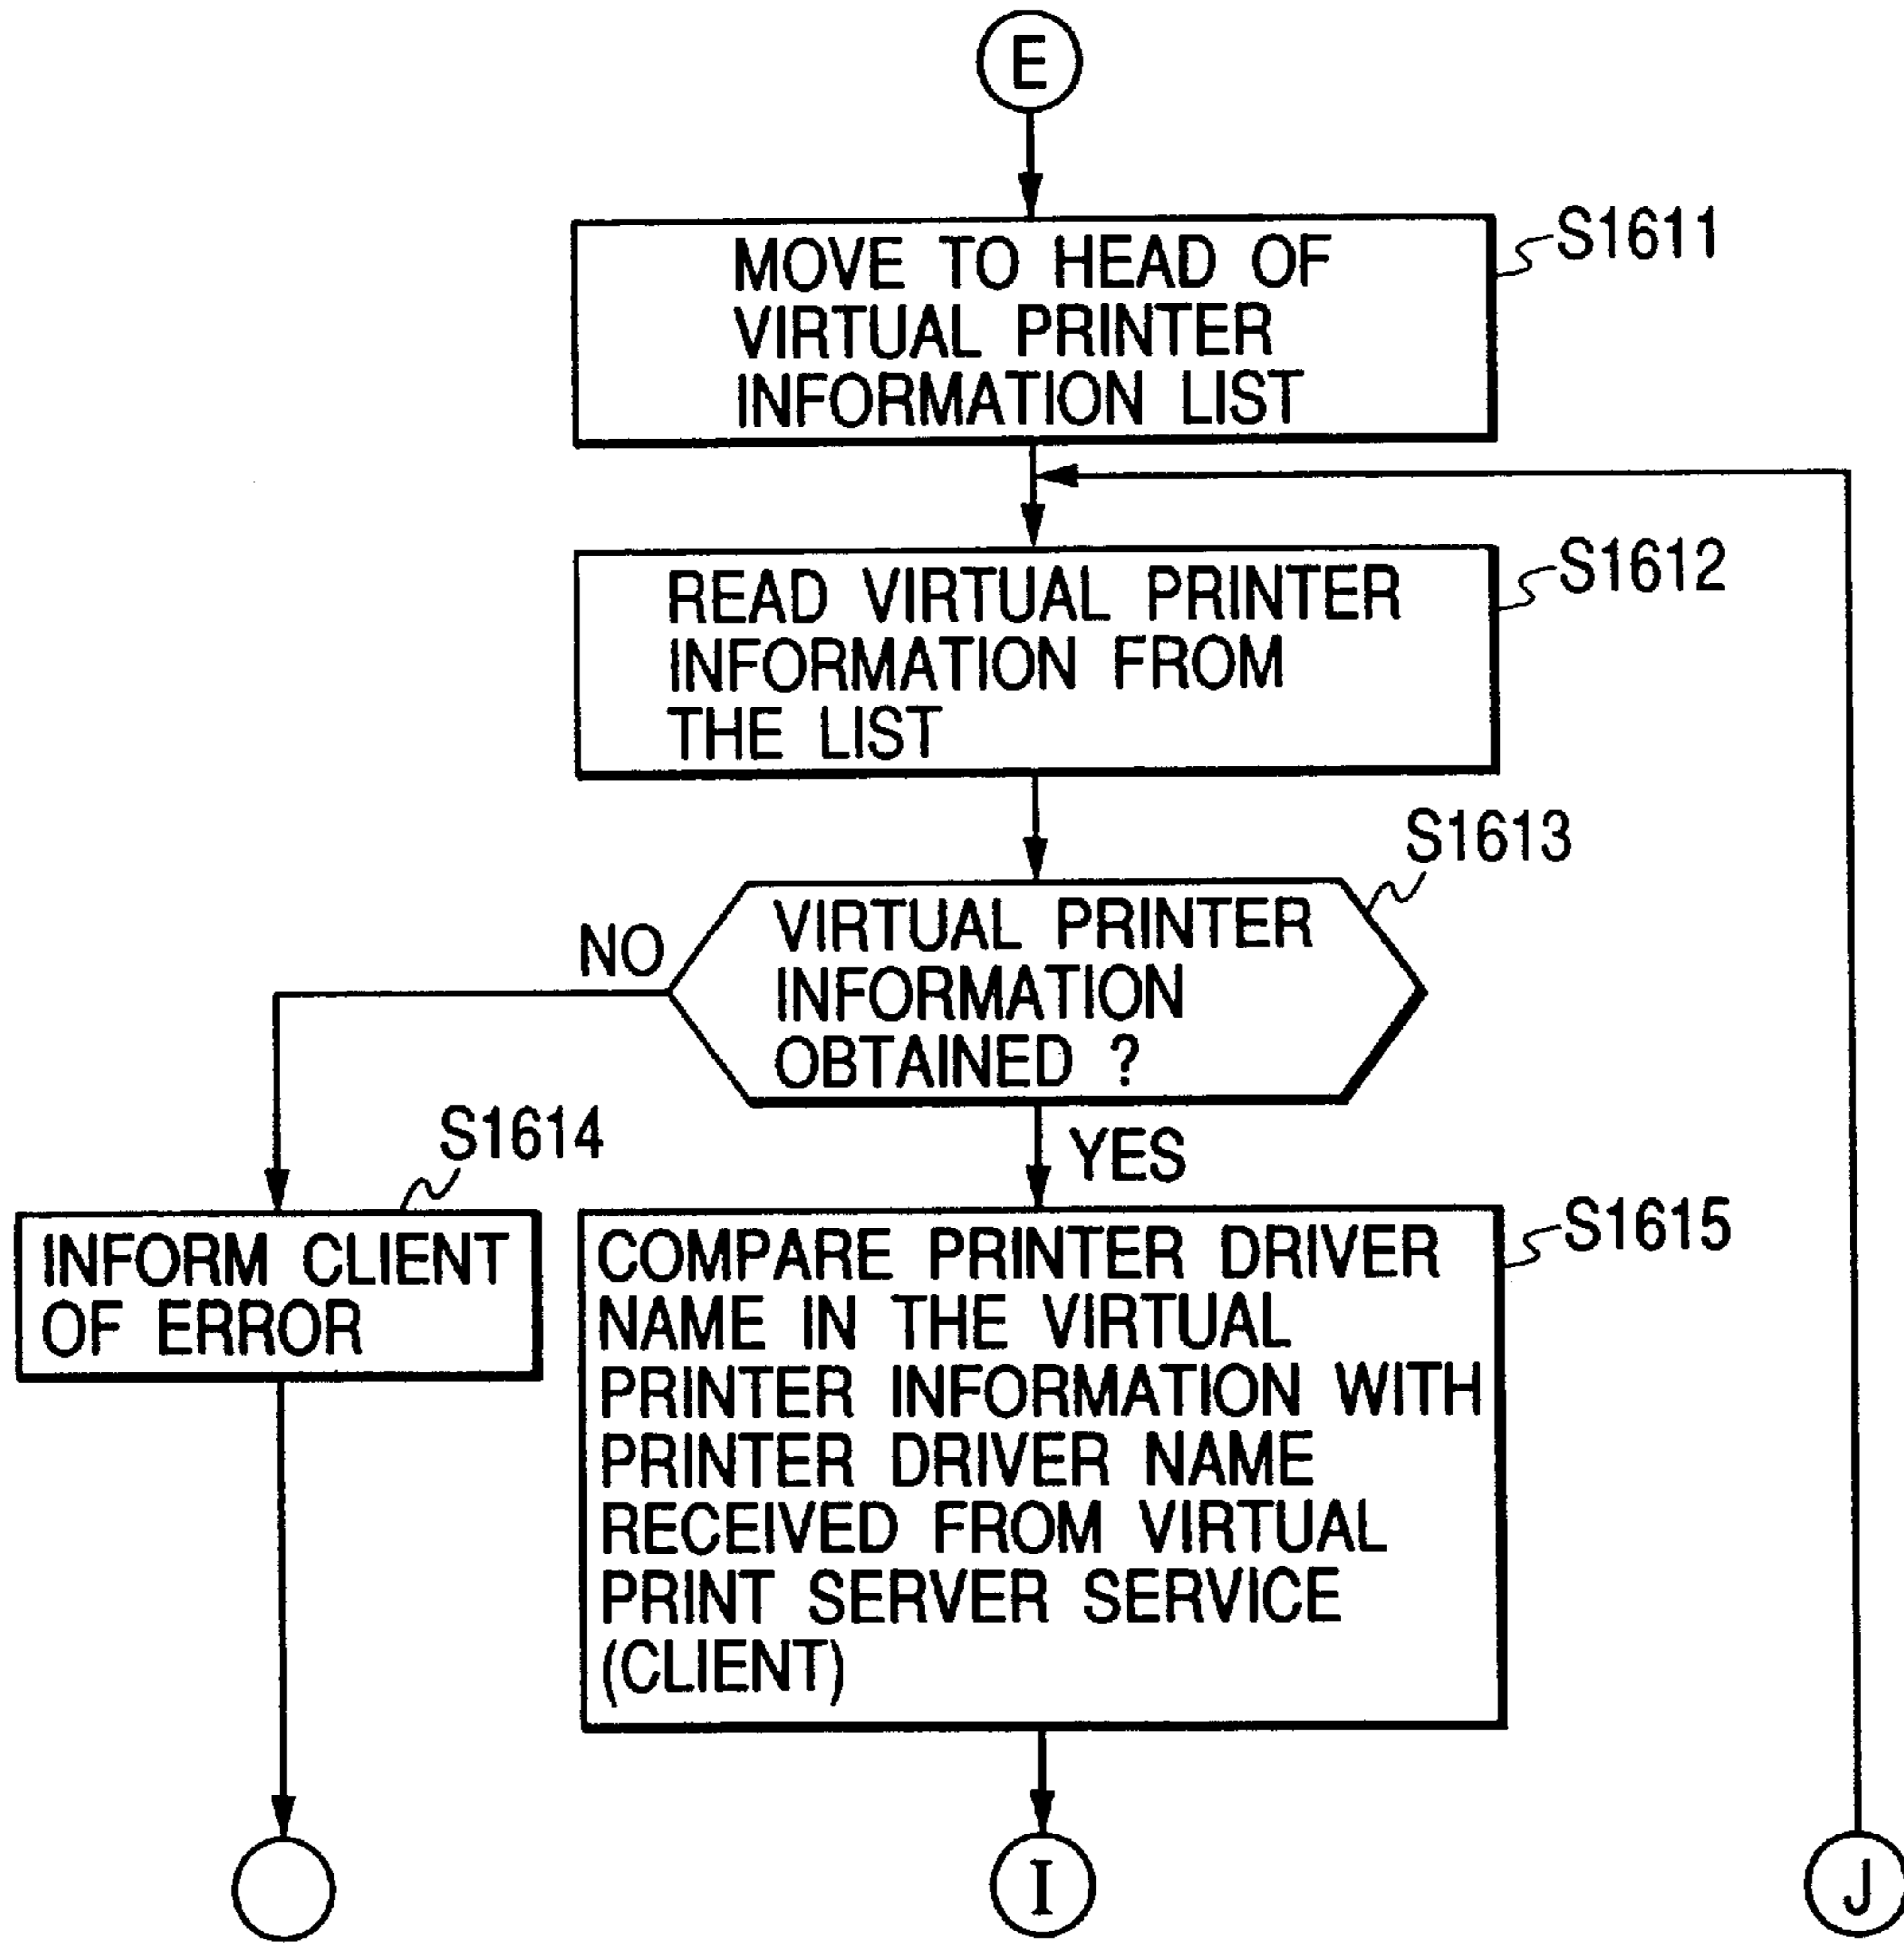 E
S1611
MOVE TO HEAD OF
VIRTUAL PRINTER
INFORMATION LIST
S1612
READ VIRTUAL PRINTER
INFORMATION FROM
THE LIST
S1613
VIRTUAL PRINTER
INFORMATION
OBTAINED ?
NO
YES
S1614
INFORM CLIENT
OF ERROR
S1615
COMPARE PRINTER DRIVER
NAME IN THE VIRTUAL
PRINTER INFORMATION WITH
PRINTER DRIVER NAME
RECEIVED FROM VIRTUAL
PRINT SERVER SERVICE
(CLIENT)
I
J